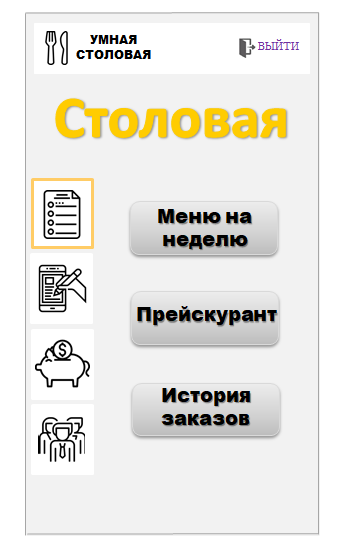 УМНАЯ
СТОЛОВАЯ
ВЫЙТИ
Столовая
Меню на
неделю
Прейскурант
История
заказов